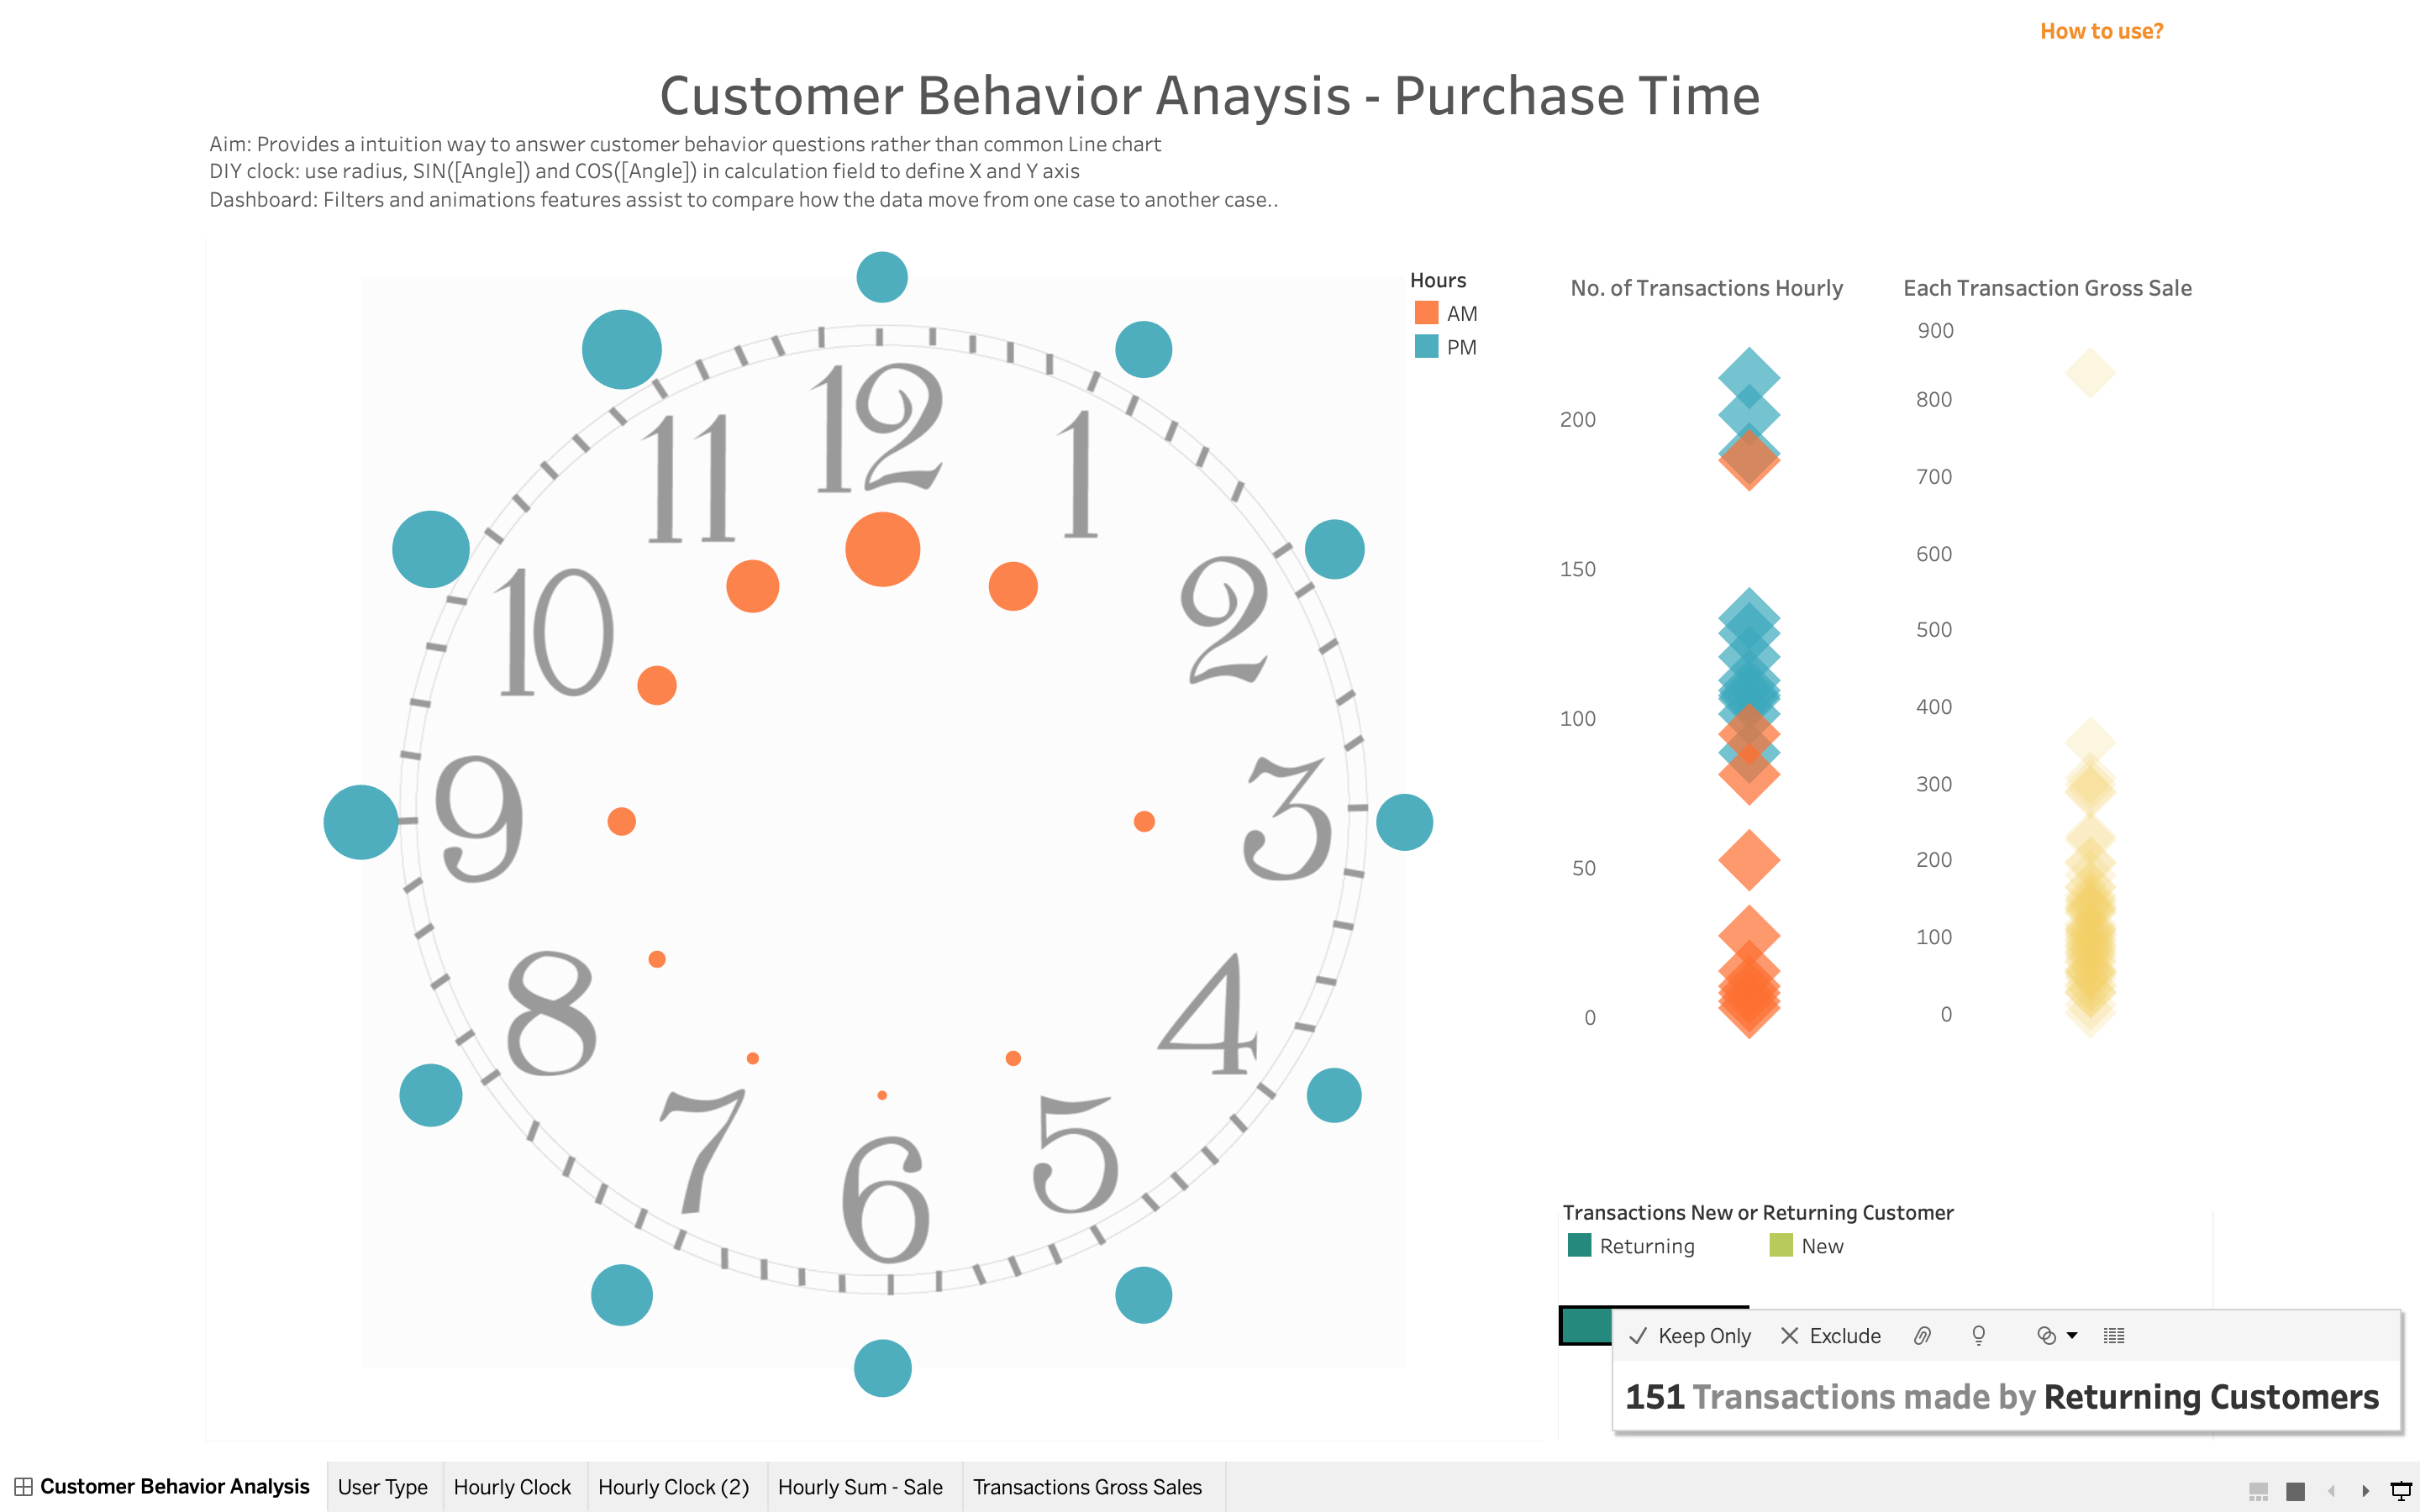 How to use?
Customer Behavior Anaysis - Purchase Time
Aim: Provides a intuition way to answer customer behavior questions rather than common Line chart
DIY clock: use radius, SIN([Angle]) and COS([Angle]) in calculation field to define X and Y axis
Dashboard: Filters and animations features assist to compare how the data move from one case to another case..
12
1
2
3
4
5
6
7
8
9
10
11
Hours
AM
PM
No. of Transactions Hourly
200
150
100
50
0
Each Transaction Gross Sale
900
800
700
600
500
400
300
200
100
0
Transactions New or Returning Customer
Returning New
Keep Only Exclude
151 Transactions made by Returning Customers
Customer Behavior Analysis User Type Hourly Clock Hourly Clock (2) Hourly Sum - Sale Transactions Gross Sales